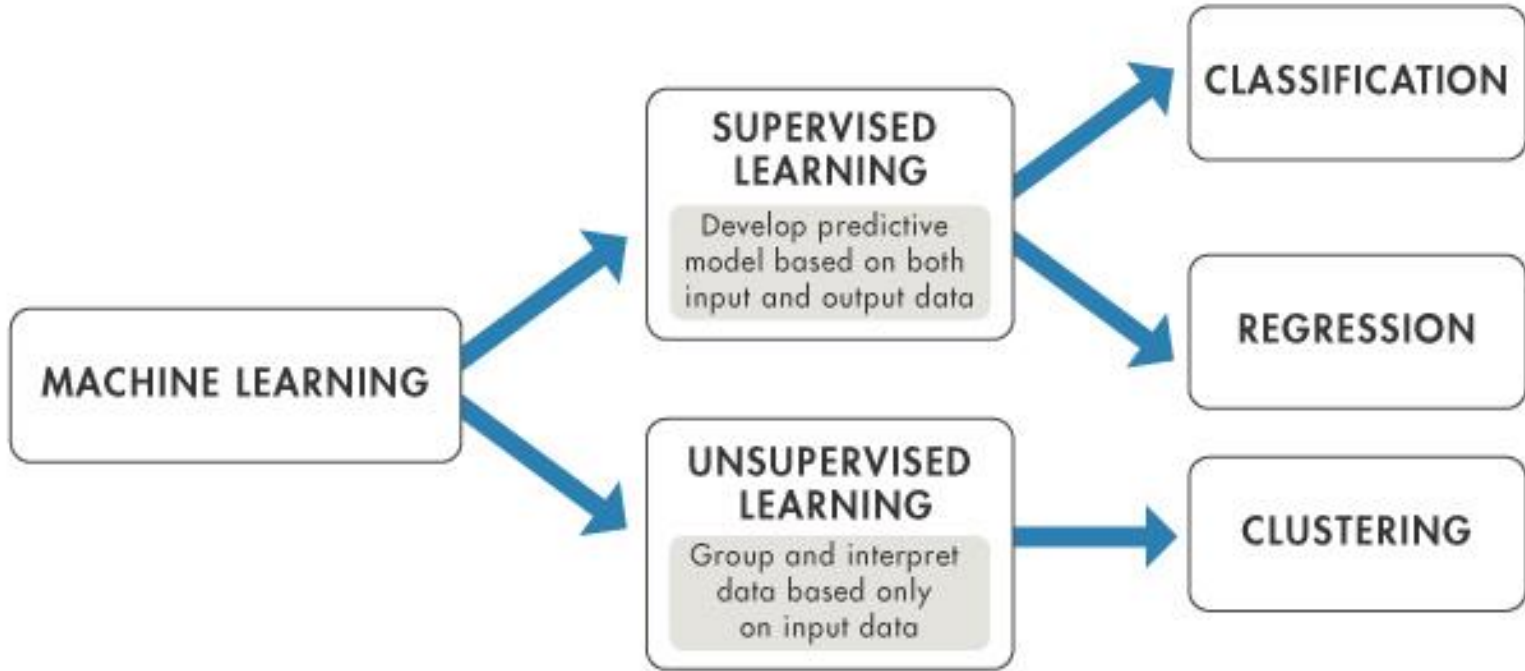 MACHINE LEARNING
SUPERVISED
LEARNING
Develop predictive
model based on both
input and output data
UNSUPERVISED
LEARNING
Group and interpret
data based only
on input data
CLASSIFICATION
REGRESSION
CLUSTERING